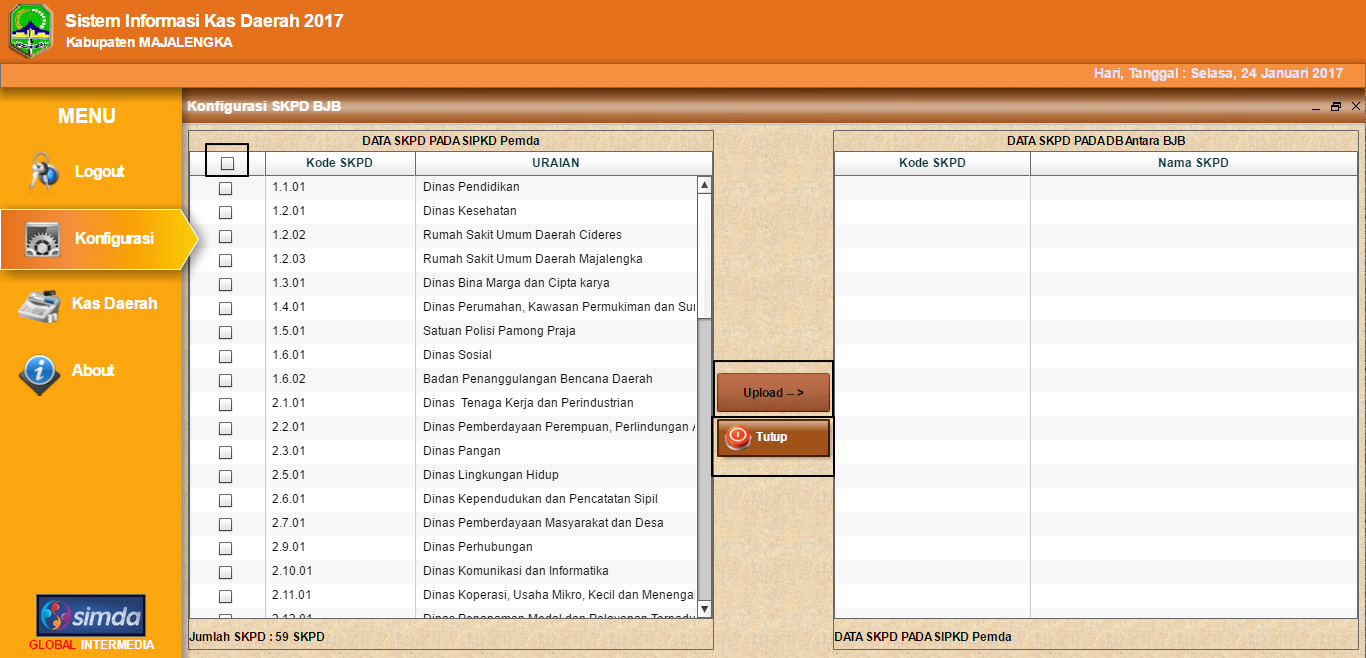 Sistem Informasi Kas Daerah 2017
Kabupaten MAJALENGKA
Hari, Tanggal : Selasa, 24 Januari 2017
MENU
Logout
Konfigurasi
Kas Daerah
About
simda
GLOBAL INTERMEDIA
Konfigurasi SKPD BJB
DATA SKPD PADA SIPKD Pemda
Kode SKPD URAIAN
1.1.01 Dinas Pendidikan
1.2.01 Dinas Kesehatan
1.2.02 Rumah Sakit Umum Daerah Cideres
1.2.03 Rumah Sakit Umum Daerah Majalengka
1.3.01 Dinas Bina Marga dan Cipta karya
1.4.01 Dinas Perumahan, Kawasan Permukiman dan
1.5.01 Satuan Polisi Pamong Praja
1.6.01 Dinas Sosial
1.6.02 Badan Penanggulangan Bencana Daerah
2.1.01 Dinas Tenaga Kerja dan Perindustrian
2.2.01 Dinas Pemberdayaan Perempuan, Perlindungan
2.3.01 Dinas Pangan
2.5.01 Dinas Lingkungan Hidup
2.6.01 Dinas Kependudukan dan Pencatatan Sipil
2.7.01 Dinas Pemberdayaan Masyarakat dan Desa
2.9.01 Dinas Perhubungan
2.10.01 Dinas Komunikasi dan Informatika
2.11.01 Dinas Koperasi, Usaha Mikro, Kecil dan Menenga
Jumlah SKPD : 59 SKPD
Upload -- >
Tutup
DATA SKPD PADA DB Antara BJB
Kode SKPD Nama SKPD
DATA SKPD PADA SIPKD Pemda